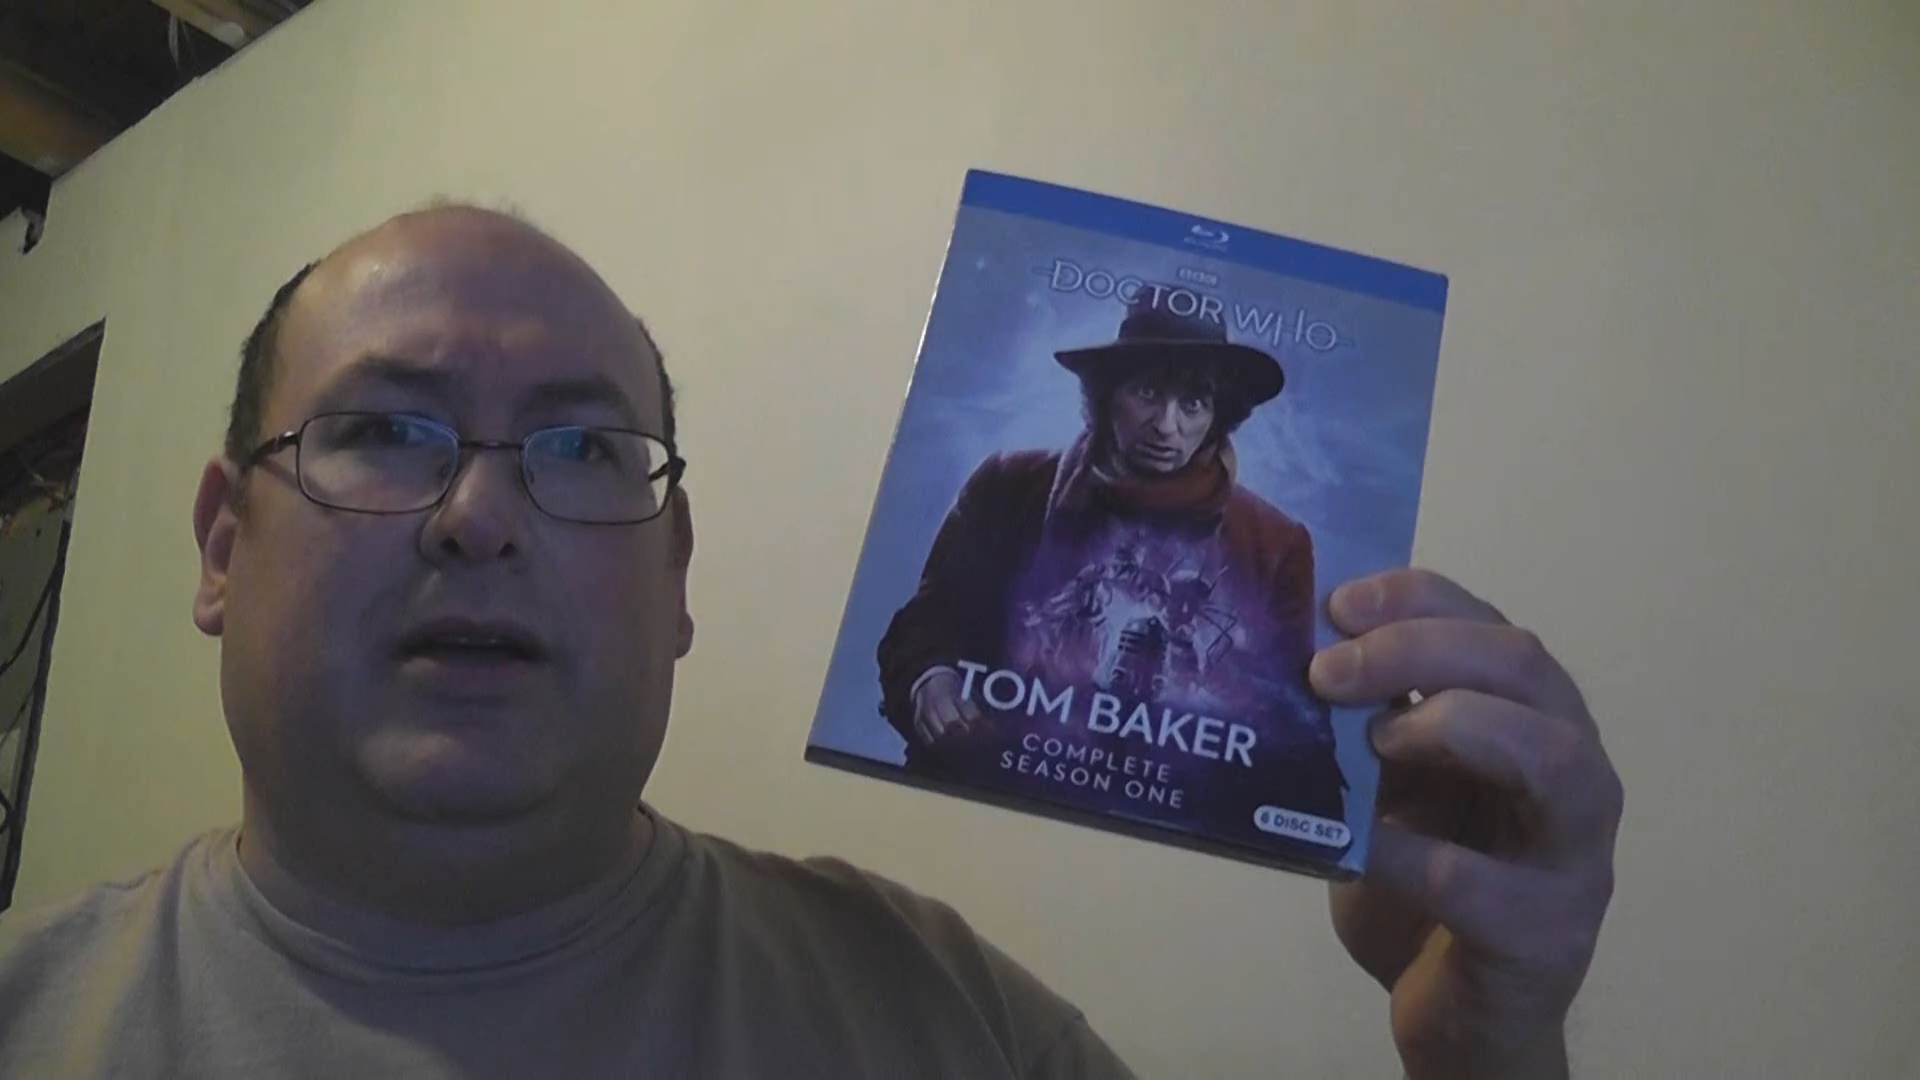 BBC
DOCTOR WHO
TOM BAKER
COMPLETE
SEASON ONE
6 DISC SET